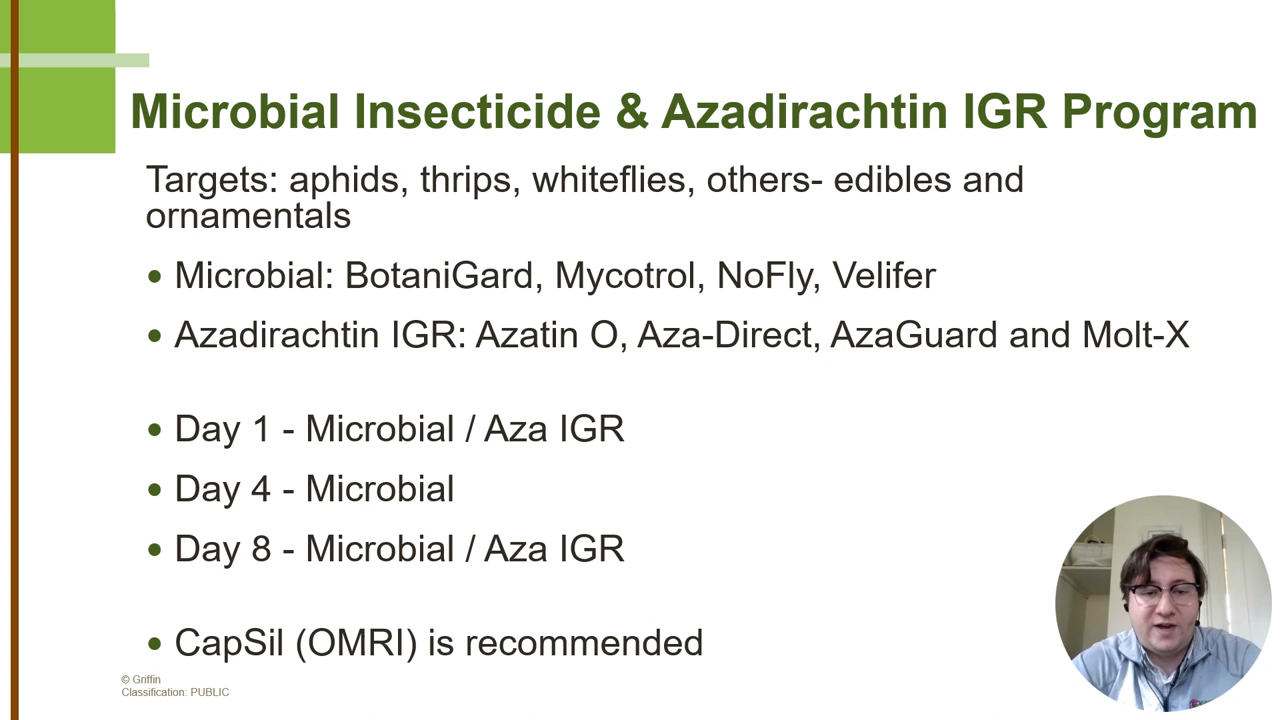 Microbial Insecticide & Azadirachtin IGR Program
Targets: aphids, thrips, whiteflies, others- edibles and
ornamentals
• Microbial: BotaniGard, Mycotrol, NoFly, Velifer
• Azadirachtin IGR: Azatin O, Aza-Direct, AzaGuard and Molt-X
• Day 1 - Microbial / Aza IGR
• Day 4 - Microbial
• Day 8 - Microbial / Aza IGR
• CapSil (OMRI) is recommended
© Griffin
Classification: PUBLIC